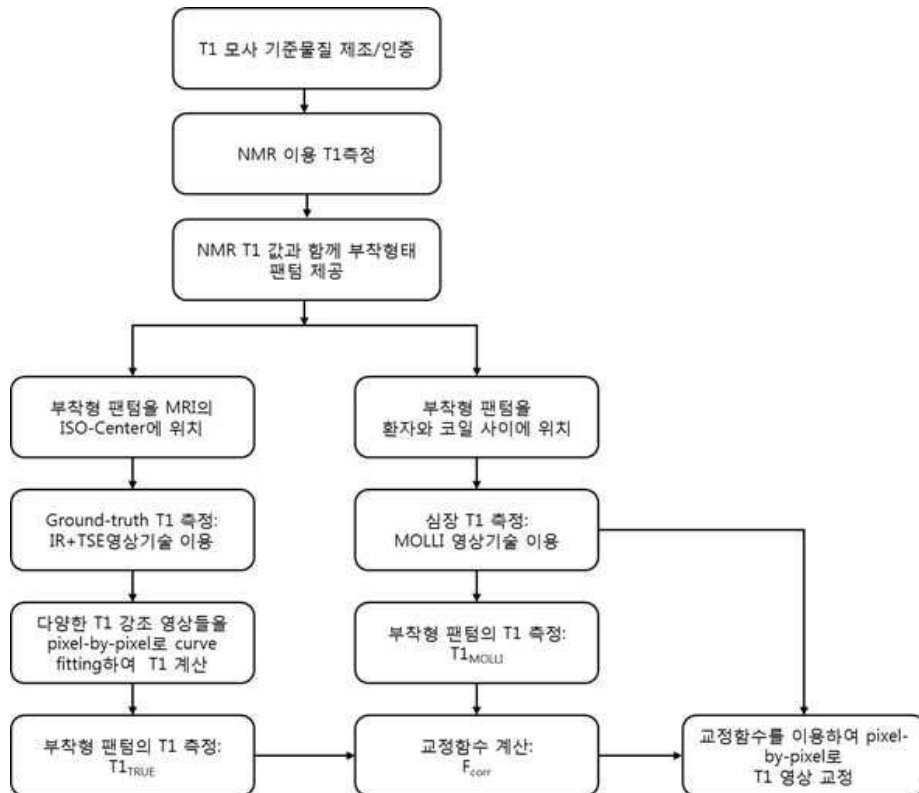 T1 모사 기준물질 제조/인증
NMR 이용 T1측정
NMR T1 값과 함께 부착형태
팬텀 제공
부착형 팬텀을 MRI의
ISO-Center에 위치
부착형 팬텀을
환자와 코일 사이에 위치
Ground-truth T1 측정:
IR+TSE영상기술 이용
심장 T1 측정:
MOLLI 영상기술 이용
다양한 T1 강조 영상들을
pixel-by-pixel로 curve
fitting하여 T1 계산
부착형 팬텀의 T1 측정:
T1MOLLI
부착형 팬텀의 T1 측정:
T1TRUE
교정함수 계산:
Fcorr
교정함수를 이용하여 pixel-
by-pixel로
T1 영상 교정